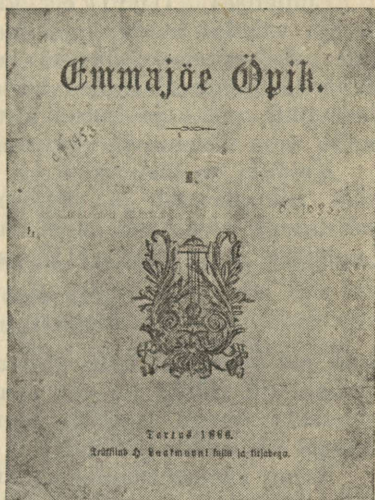 Emmajöe Öpik.
I.
Tartus 1866.
Trükkitud H. Laakmanni kulu ja kirjadega.